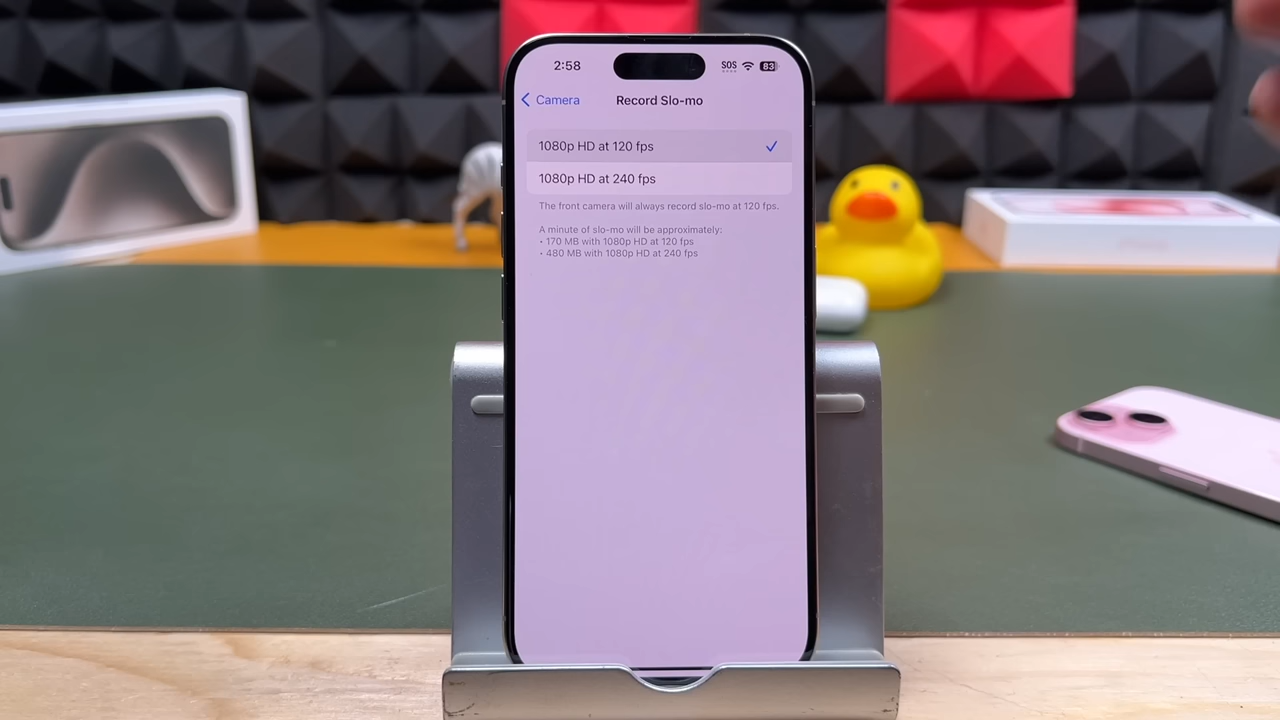 2:58
SOS
83
Camera
Record Slo-mo
1080p HD at 120 fps
1080p HD at 240 fps
The front camera will always record slo-mo at 120 fps.
A minute of slo-mo will be approximately:
• 170 MB with 1080p HD at 120 fps
• 480 MB with 1080p HD at 240 fps